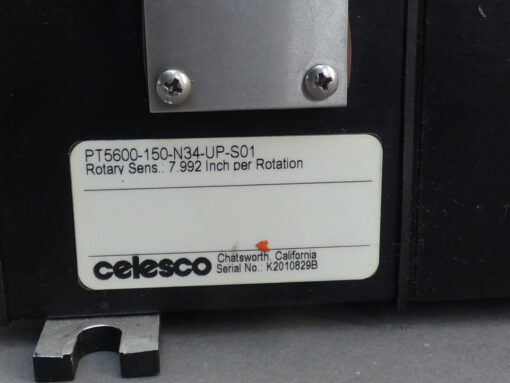 PT5600-150-N34-UP-S01
Rotary Sens.: 7.992 Inch per Rotation
celesco
Chatsworth, California
Serial No.: K2010829B